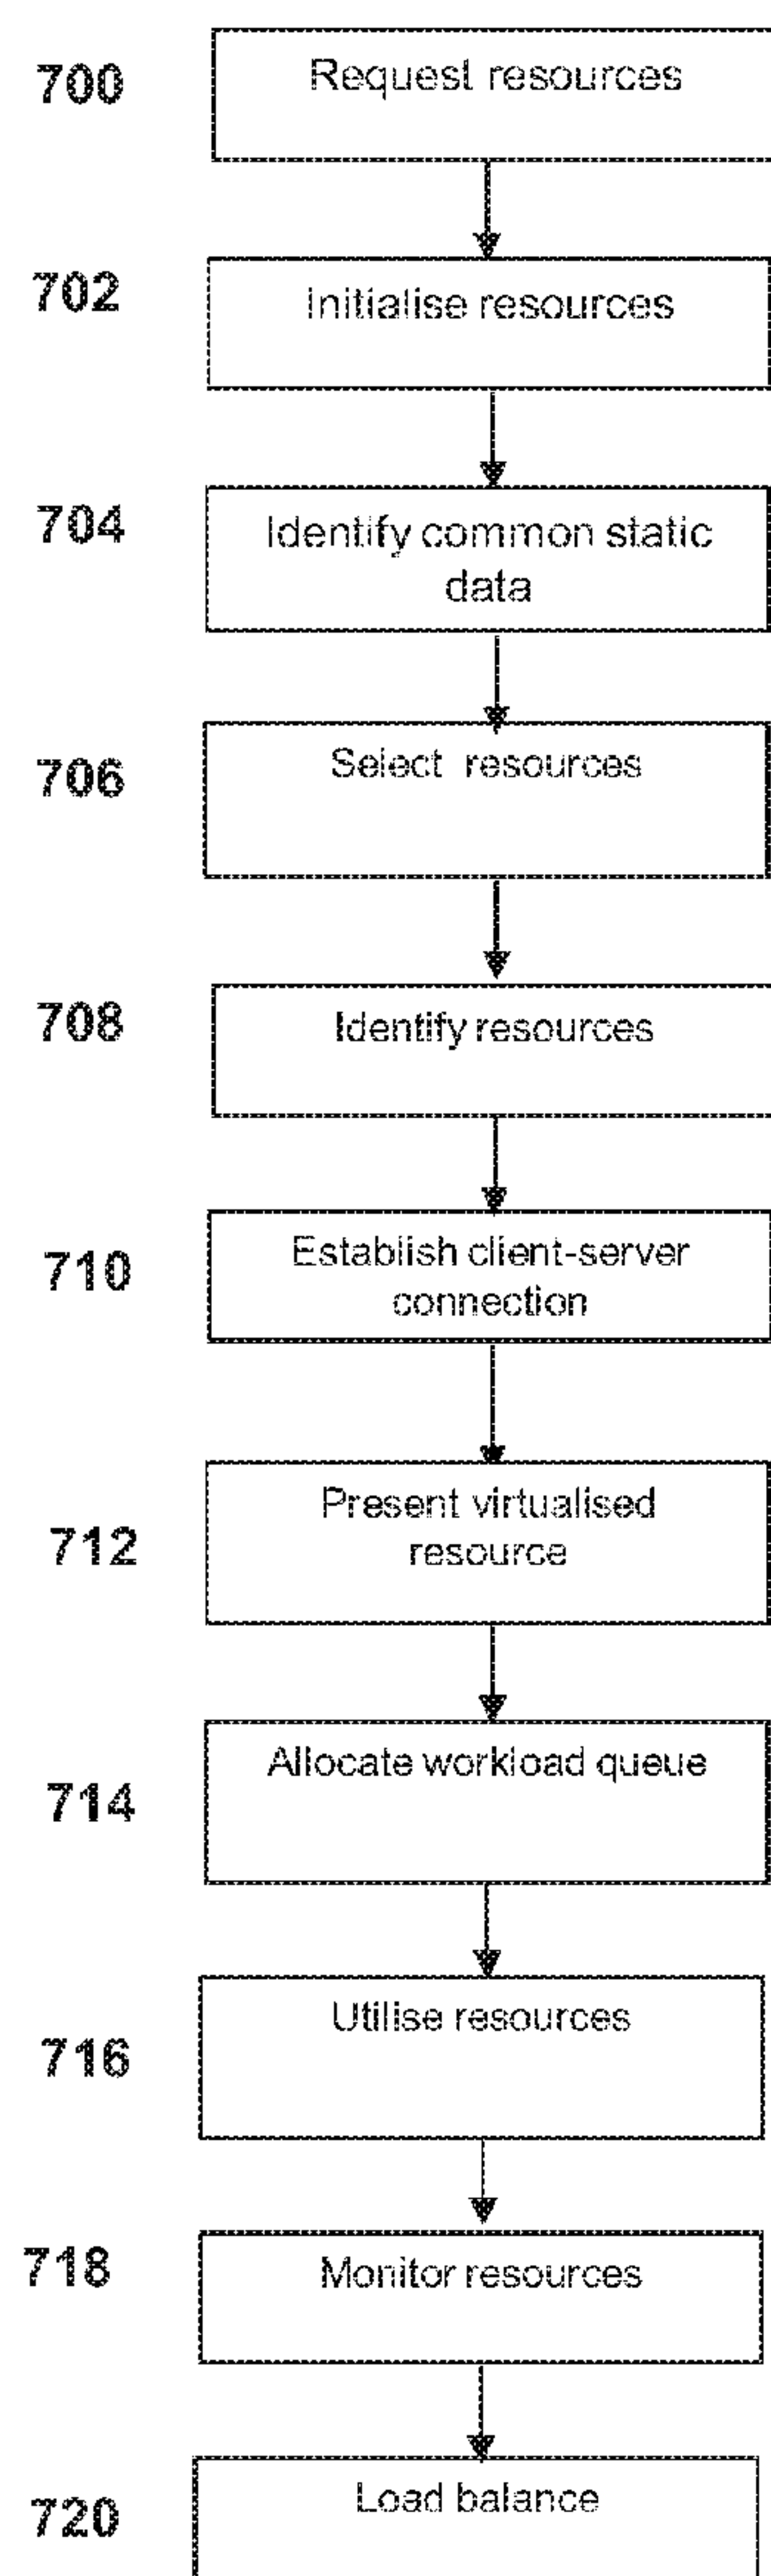 700
Request resources
702
Initialise resources
704
Identify common static
data
706
Select resources
708
Identify resources
710
Establish client-server
connection
712
Present virtualised
resource
714
Allocate workload queue
716
Utilise resources
718
Monitor resources
720
Load balance